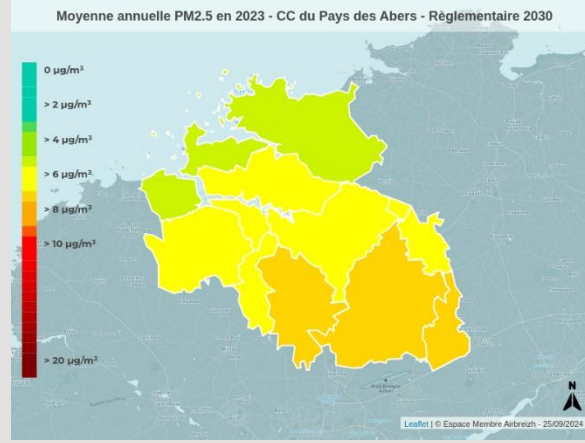 Moyenne annuelle PM2.5 en 2023 - CC du Pays des Abers - Règlementaire 2030
0 µg/m³
> 2 µg/m³
> 4 µg/m³
> 6 µg/m³
> 8 µg/m³
> 10 µg/m³
> 20 µg/m³
N
Leaflet | © Espace Membre Airbreizh - 25/09/2024